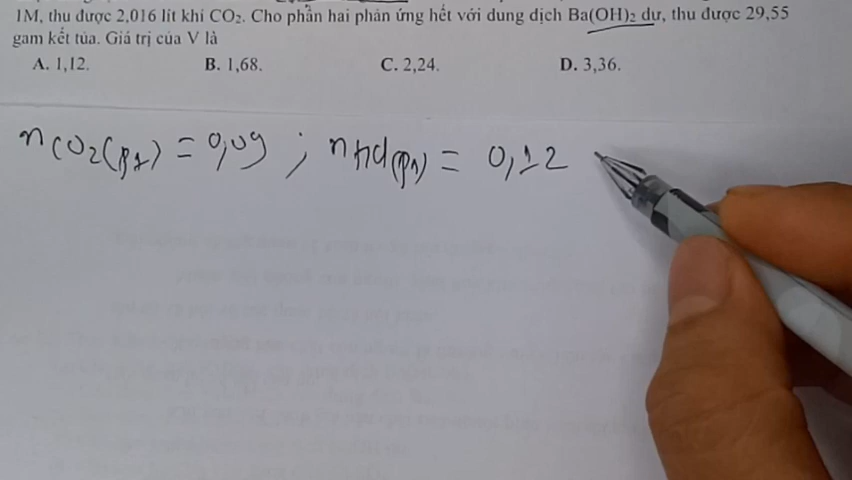 1M, thu được 2,016 lít khí CO₂. Cho phần hai phản ứng hết với dung dịch Ba(OH)₂ dư, thu được 29,55
gam kết tủa. Giá trị của V là
A. 1,12. B. 1,68. C. 2,24. D. 3,36.
nCO₂(p1) = 0,09 ; nHCl(p1) = 0,12